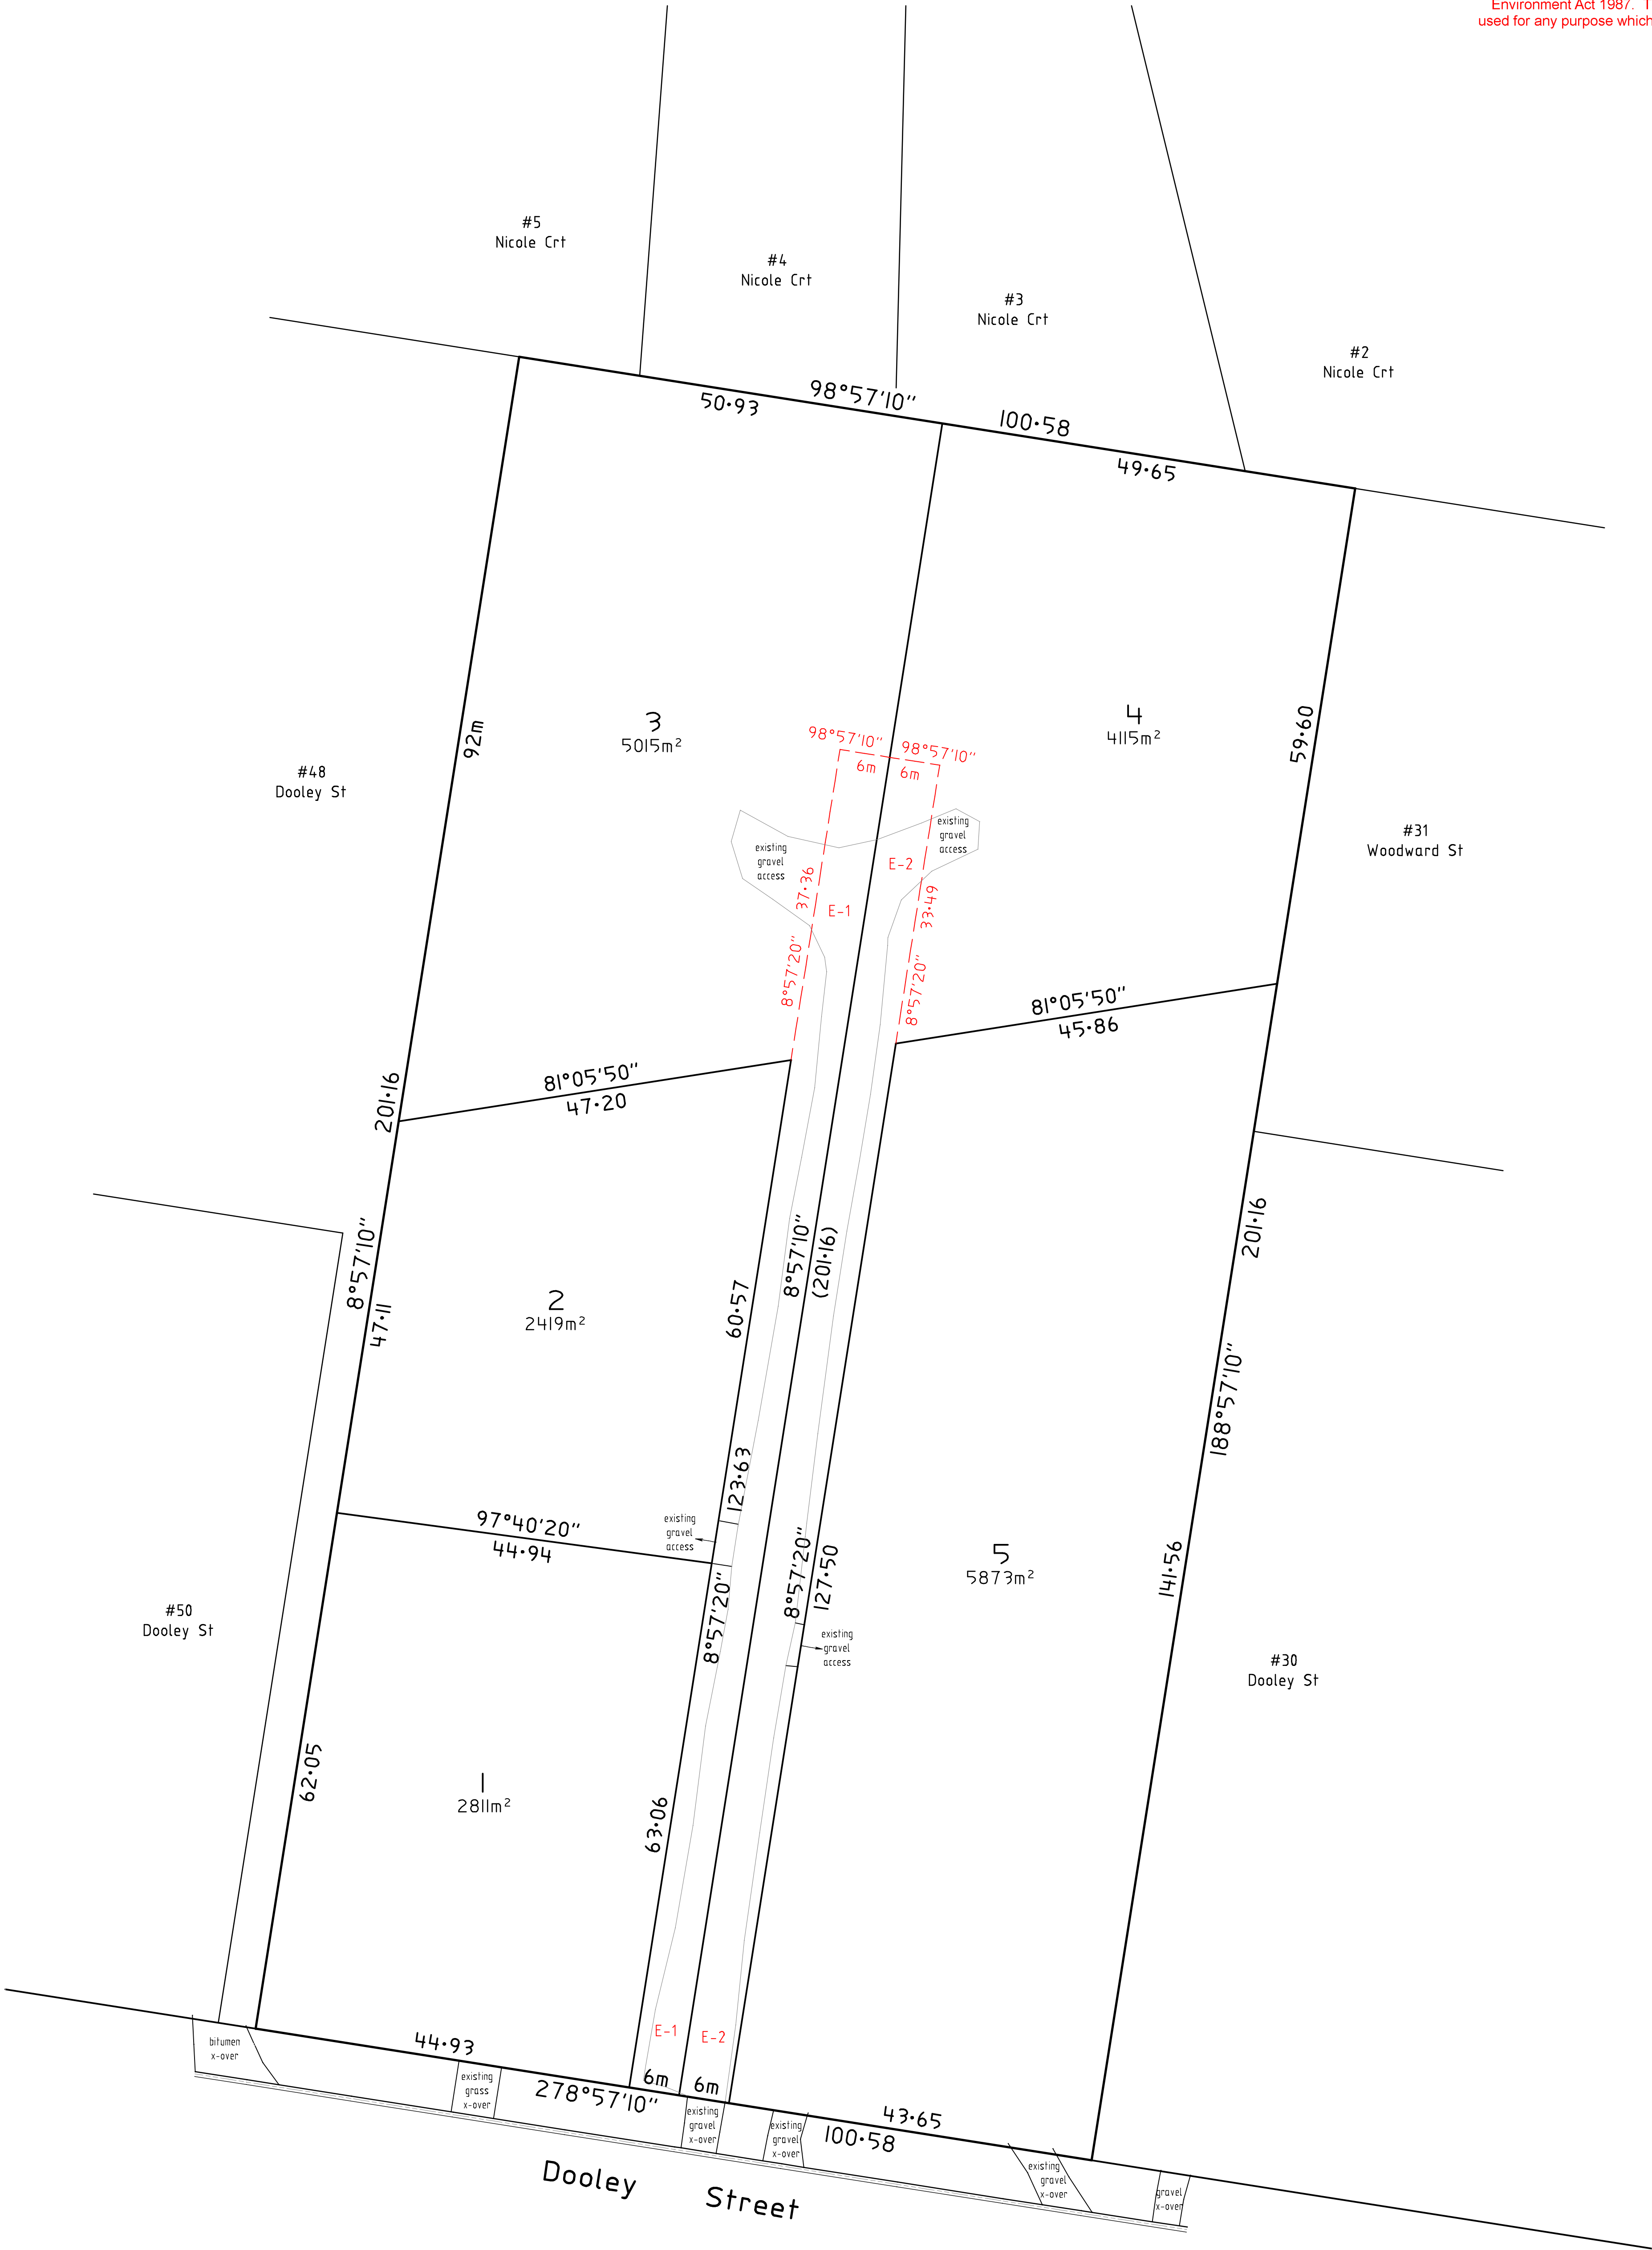 Environment Act 1987. T
used for any purpose which
#5
Nicole Crt
#4
Nicole Crt
#3
Nicole Crt
#2
Nicole Crt
98°57'10"
50·93
100·58
49·65
3
5015m²
4
4115m²
92m
59·60
98°57'10"
98°57'10"
6m
6m
#48
Dooley St
#31
Woodward St
existing
gravel
access
existing
gravel
access
E-2
E-1
37·36
33·49
8°57'20"
8°57'20"
81°05'50"
45·86
81°05'50"
47·20
201·16
201·16
8°57'10"
47·11
2
2419m²
60·57
8°57'10"
(201·16)
188°57'10"
123·63
97°40'20"
44·94
existing
gravel
access
8°57'20"
8°57'20"
127·50
5
5873m²
141·56
#50
Dooley St
existing
gravel
access
#30
Dooley St
62·05
1
2811m²
63·06
E-1
E-2
bitumen
x-over
44·93
existing
grass
x-over
278°57'10"
6m
6m
existing
gravel
x-over
existing
gravel
x-over
43·65
100·58
existing
gravel
x-over
gravel
x-over
Dooley Street